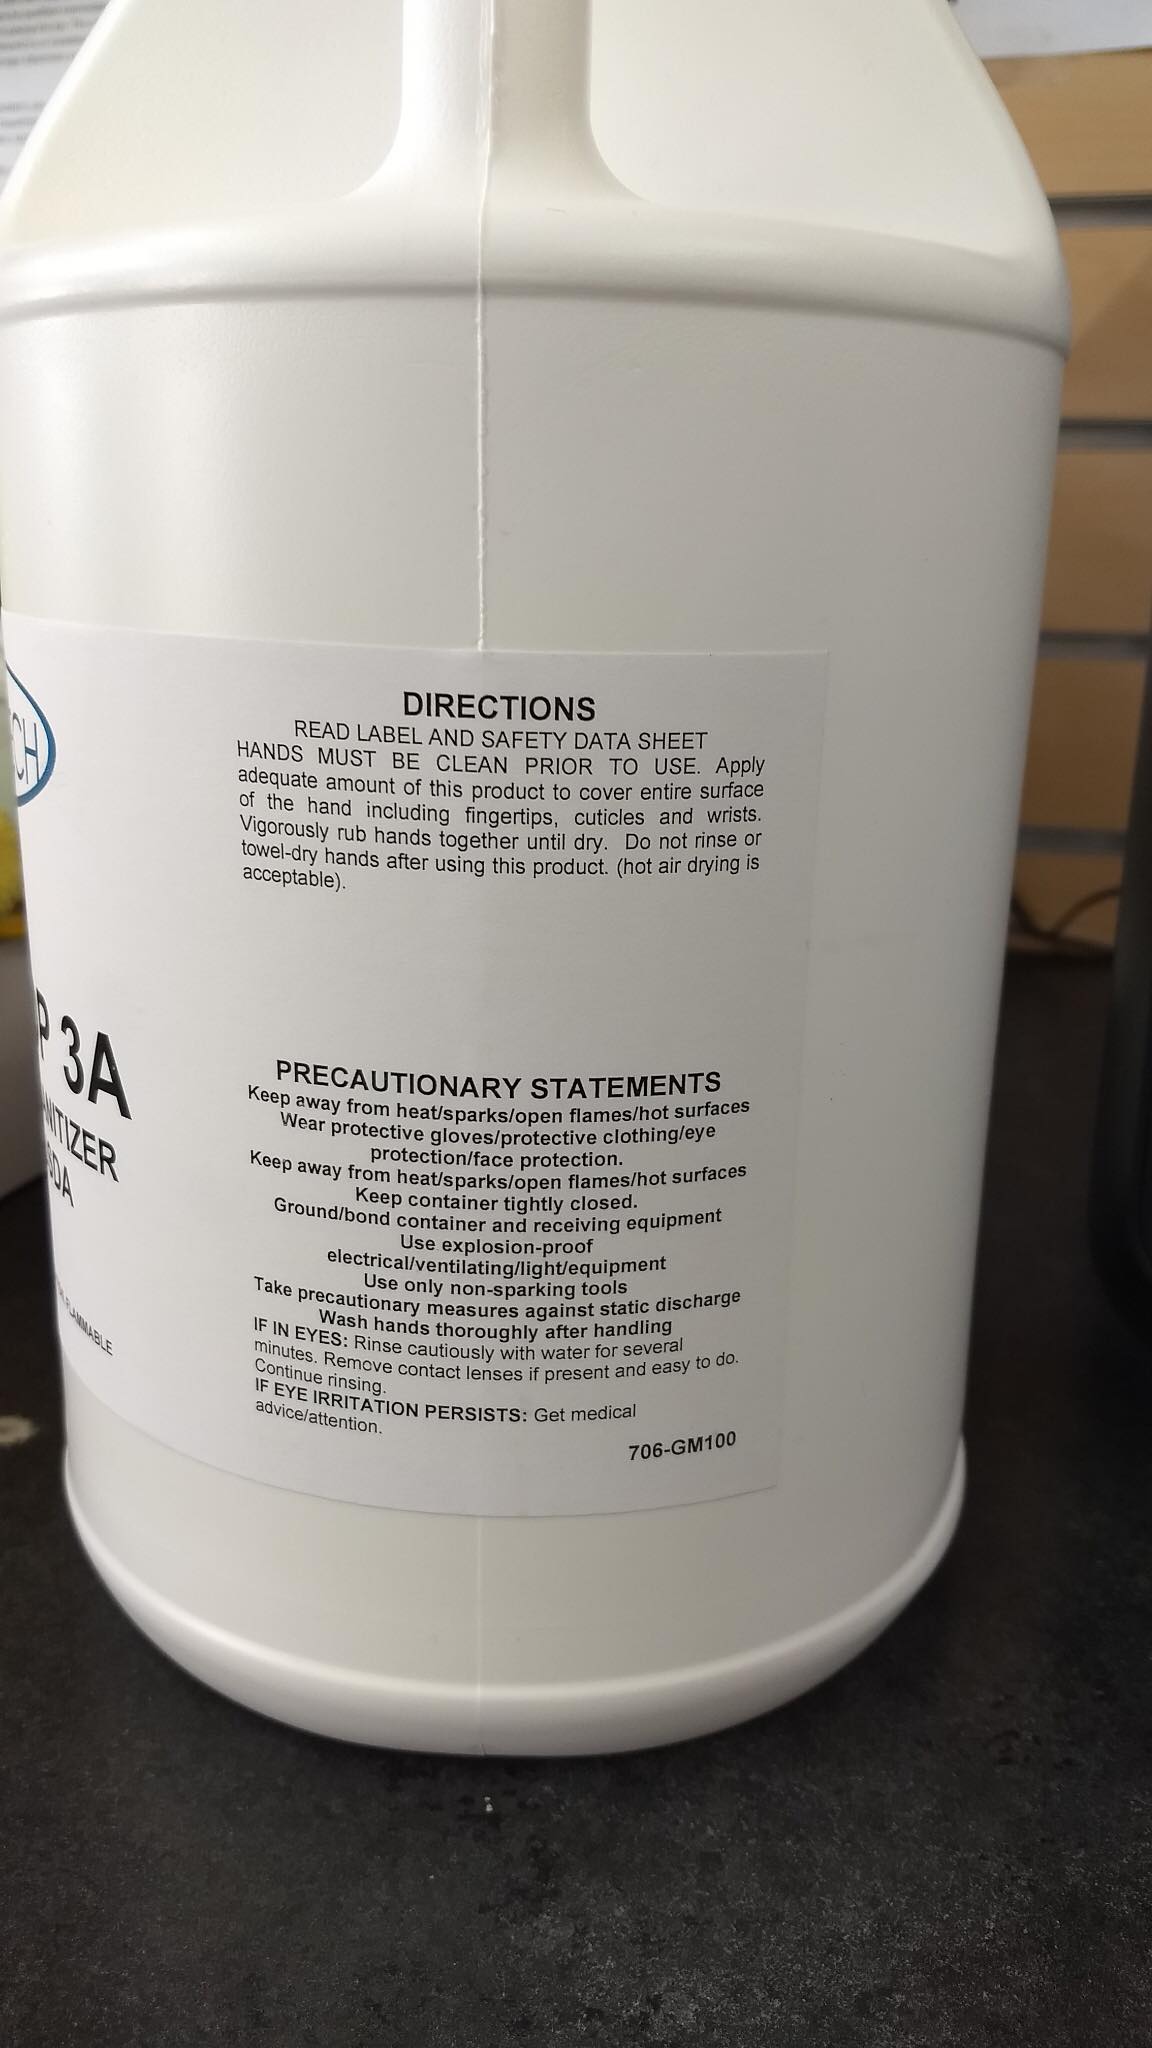 DIRECTIONS
READ LABEL AND SAFETY DATA SHEET
HANDS MUST BE CLEAN PRIOR TO USE. Apply
adequate amount of this product to cover entire surface
of the hand including fingertips, cuticles and wrists.
Vigorously rub hands together until dry. Do not rinse or
towel-dry hands after using this product. (hot air drying is
acceptable).
CH
P 3A
ANITIZER
SDA
FLAMMABLE
PRECAUTIONARY STATEMENTS
Keep away from heat/sparks/open flames/hot surfaces
Wear protective gloves/protective clothing/eye
protection/face protection.
Keep away from heat/sparks/open flames/hot surfaces
Keep container tightly closed.
Ground/bond container and receiving equipment
Use explosion-proof
electrical/ventilating/light/equipment
Use only non-sparking tools
Take precautionary measures against static discharge
Wash hands thoroughly after handling
IF IN EYES: Rinse cautiously with water for several
minutes. Remove contact lenses if present and easy to do.
Continue rinsing.
IF EYE IRRITATION PERSISTS: Get medical
advice/attention.
706-GM100